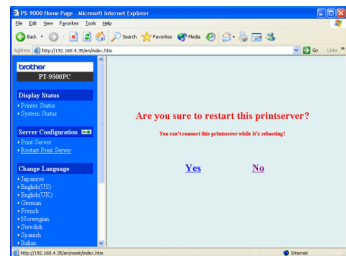 PS-9000 Home Page - Microsoft Internet Explorer
File Edit View Favorites Tools Help
Back Search Favorites Media
Address http://192.168.4.35/en/index.htm Go Links
brother
PT-9500PC
Display Status
Printer Status
System Status
Server Configuration
Print Server
Restart Print Server
Change Language
Japanese
English(US)
English(UK)
German
French
Norwegian
Swedish
Spanish
Italian
Are you sure to restart this printserver?
You can't connect this printserver while it's rebooting!
Yes No
http://192.168.4.35/en/reset/index.htm Internet